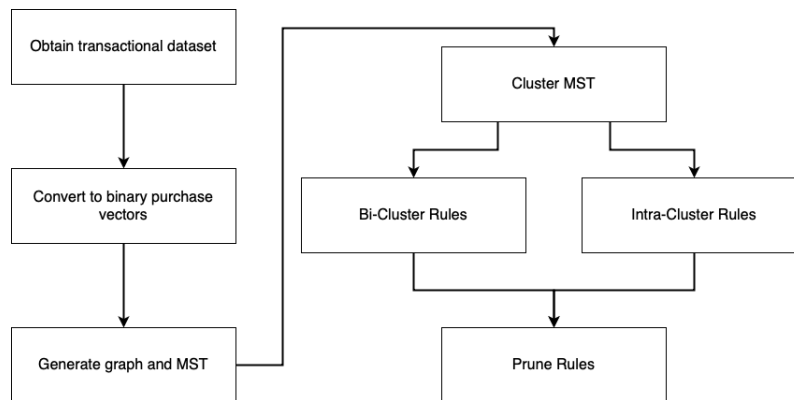 Obtain transactional dataset
Convert to binary purchase
vectors
Generate graph and MST
Cluster MST
Bi-Cluster Rules
Intra-Cluster Rules
Prune Rules